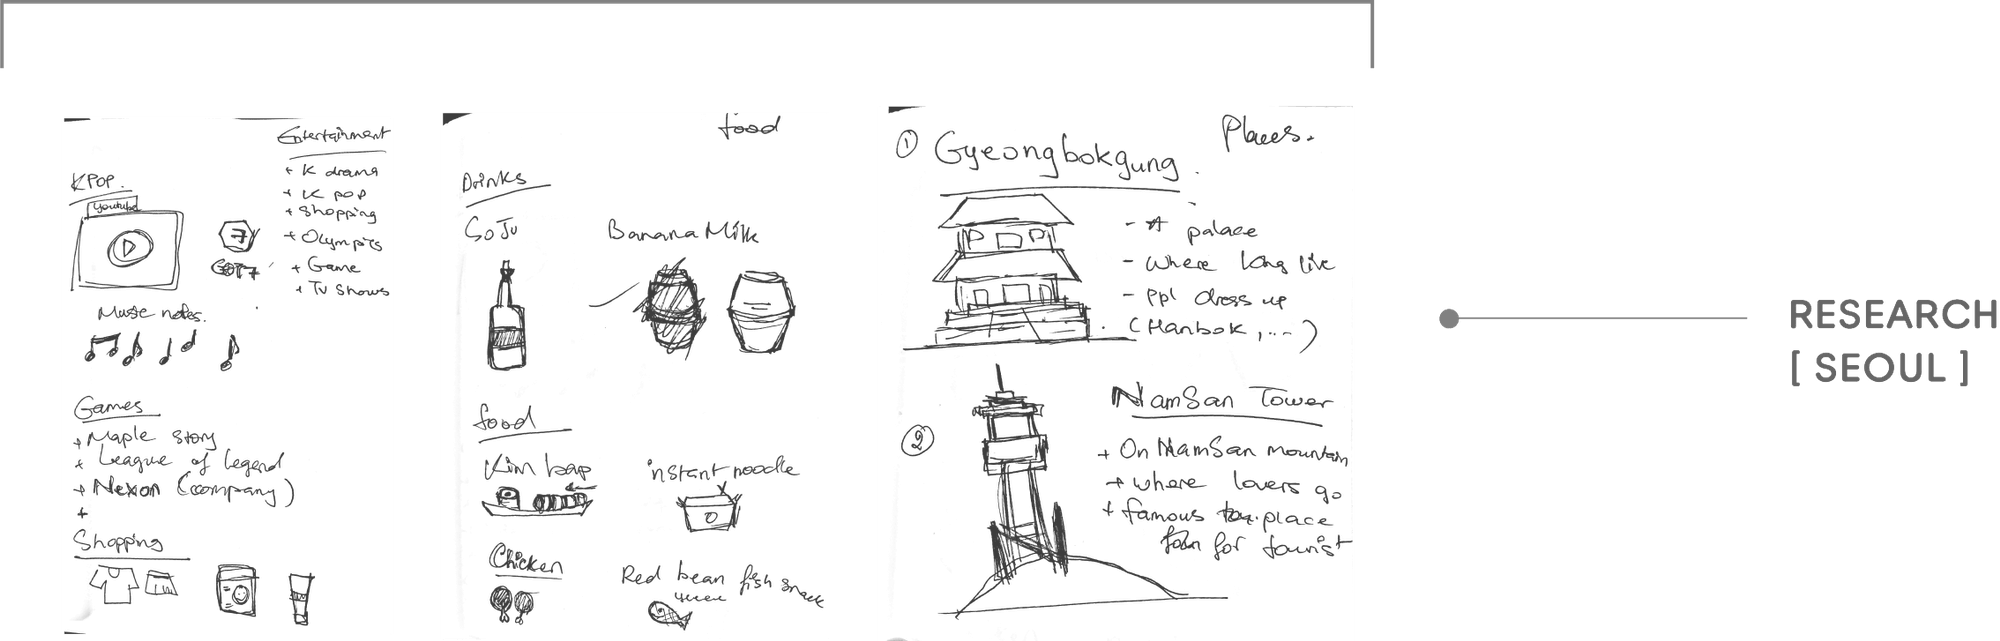 Entertainment
+ K drama
+ K pop
+ Shopping
+ Olympics
+ Game
+ Tv Shows
KPOP.
Youtube
7
GOT7
Music notes.
Games
+ Maple story
+ League of legend
+ Nexon (company)
+
Shopping
food
Drinks
SoJu
Banana Milk
food
Kim bap
instant noodle
Chicken
Red bean fish snack
Places.
① Gyeongbokgung
- palace
- Where king live
- ppl dress up
(Hanbok, ...)
② NamSan Tower
+ On NamSan mountain
+ where lovers go
+ famous place
for tourist
RESEARCH
[ SEOUL ]